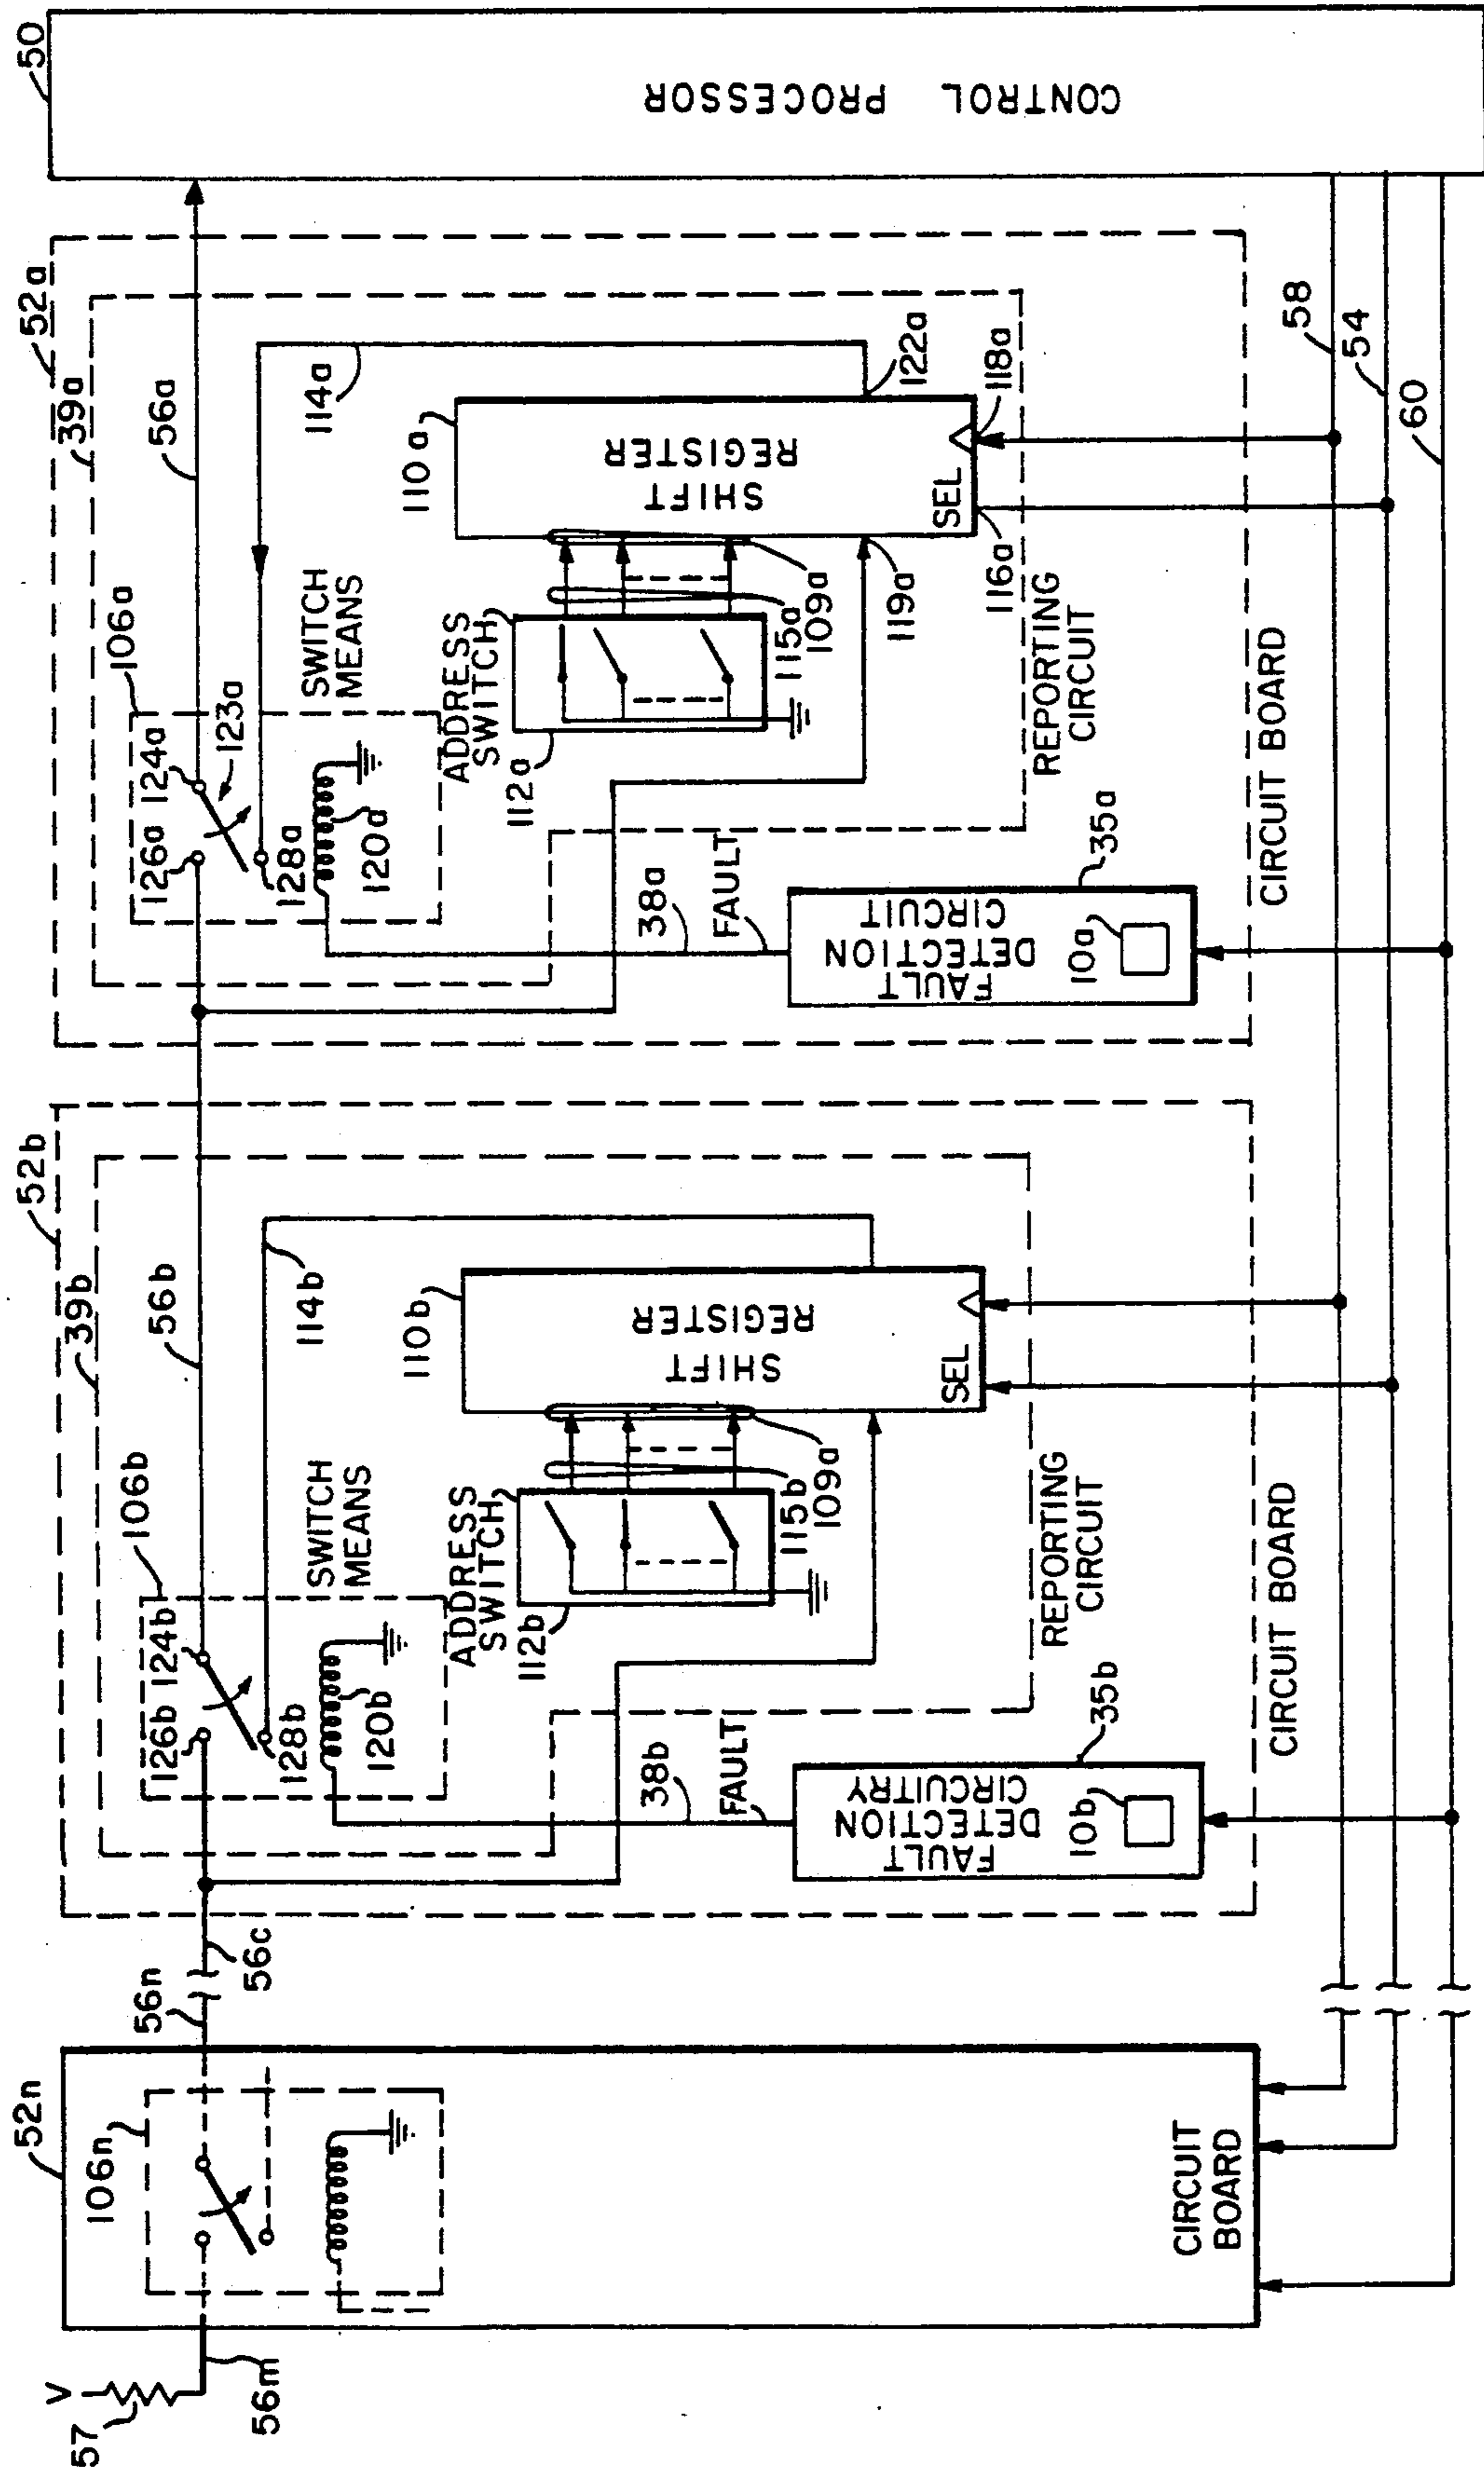 50
CONTROL PROCESSOR
52a
39a
56a
106a
124a
123a
126a
128a
120a
SWITCH
MEANS
114a
110a
SHIFT
REGISTER
122a
118a
SEL
116a
119a
ADDRESS
SWITCH
112a
115a
109a
REPORTING
CIRCUIT
38a
FAULT
FAULT
DETECTION
CIRCUIT
10a
35a
CIRCUIT BOARD
58
54
60
52b
39b
56b
106b
124b
126b
128b
120b
SWITCH
MEANS
114b
110b
SHIFT
REGISTER
SEL
ADDRESS
SWITCH
112b
115b
109a
REPORTING
CIRCUIT
38b
FAULT
FAULT
DETECTION
CIRCUITRY
10b
35b
CIRCUIT BOARD
56c
56n
52n
106n
CIRCUIT
BOARD
V
57
56m